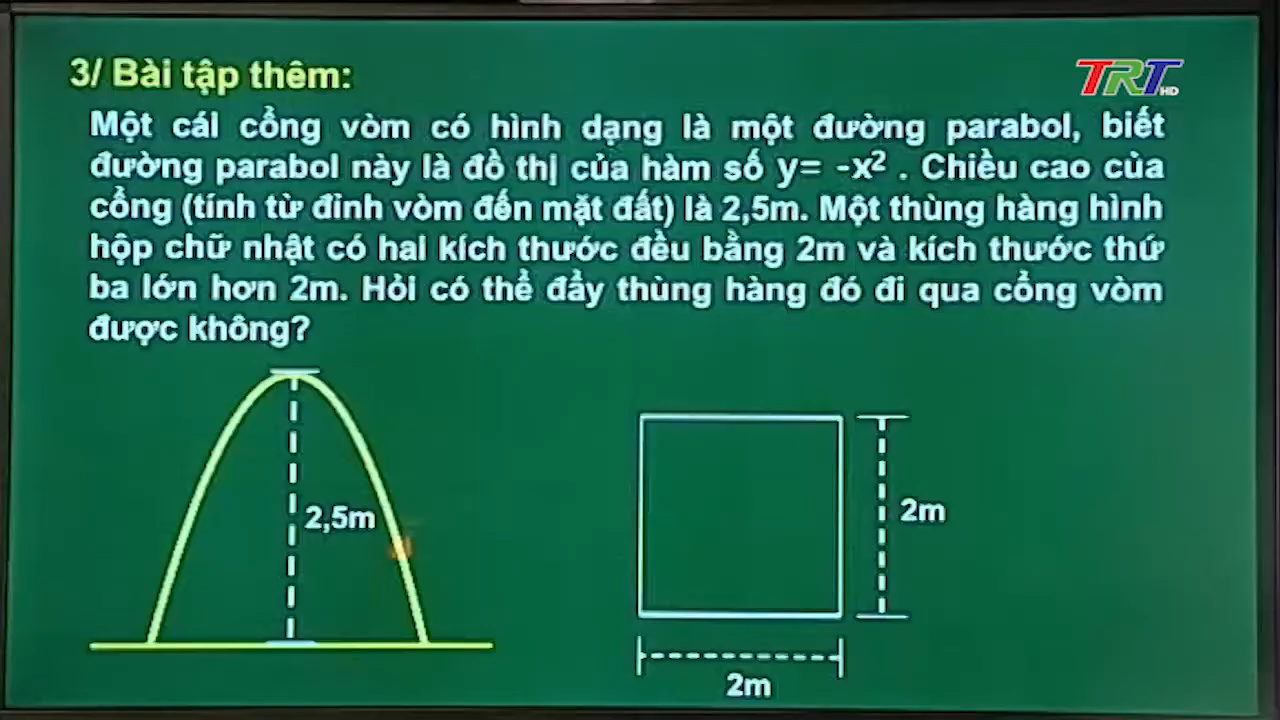 3/ Bài tập thêm:
TRT HD
Một cái cổng vòm có hình dạng là một đường parabol, biết
đường parabol này là đồ thị của hàm số y= -x² . Chiều cao của
cổng (tính từ đỉnh vòm đến mặt đất) là 2,5m. Một thùng hàng hình
hộp chữ nhật có hai kích thước đều bằng 2m và kích thước thứ
ba lớn hơn 2m. Hỏi có thể đẩy thùng hàng đó đi qua cổng vòm
được không?
2,5m
2m
2m